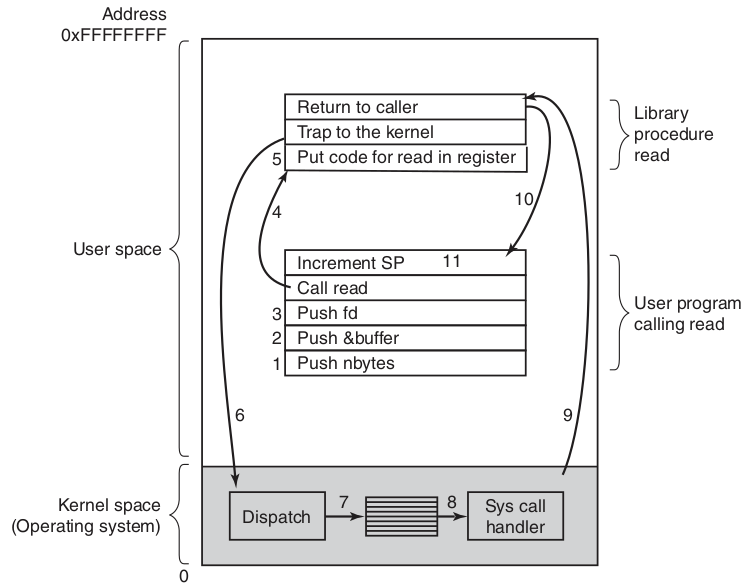 Address
0xFFFFFFFF
Return to caller
Trap to the kernel
5 Put code for read in register
Library
procedure
read
4
10
User space
Increment SP 11
Call read
3 Push fd
2 Push &buffer
1 Push nbytes
User program
calling read
6
9
Kernel space
(Operating system)
Dispatch
7
8
Sys call
handler
0